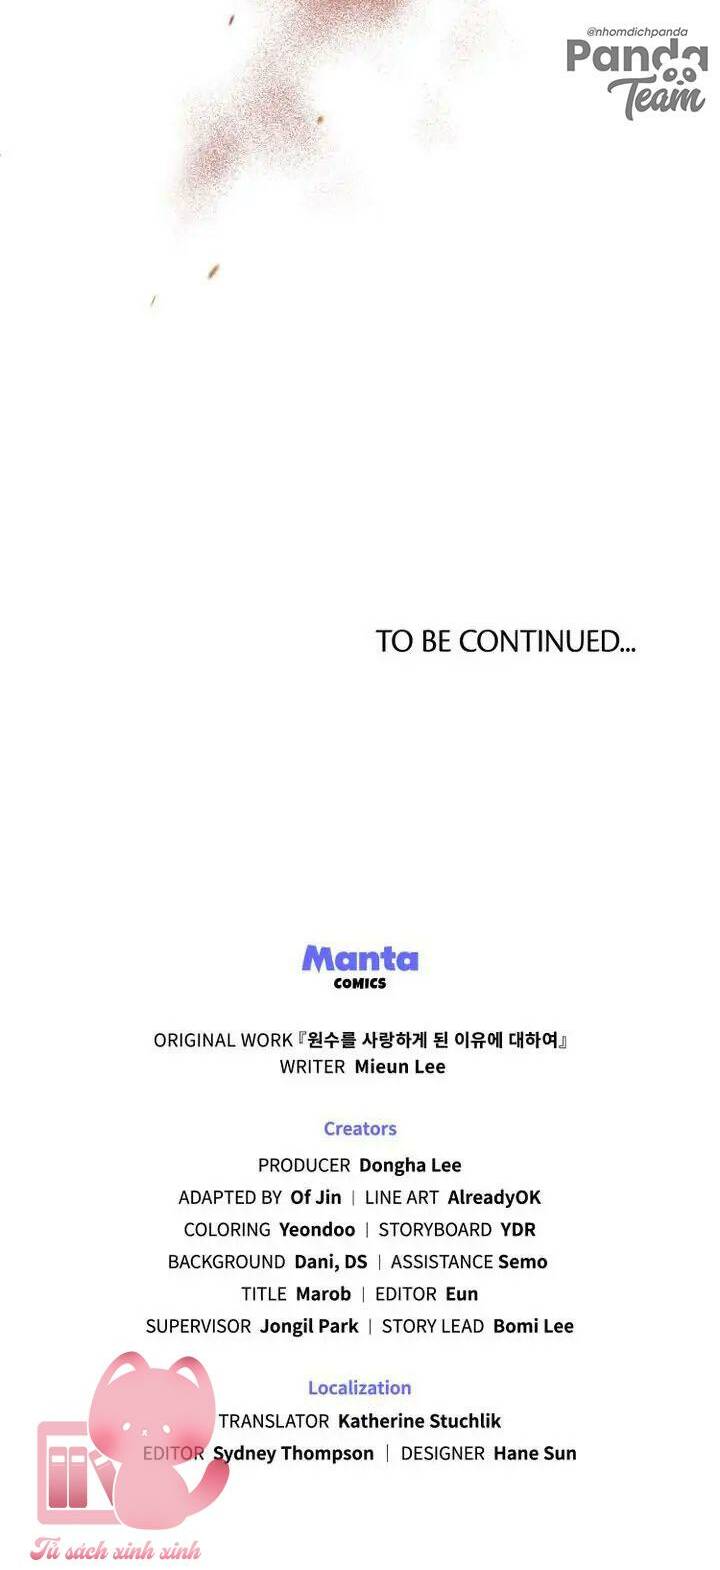 @nhomdichpanda
Panda
Team
TO BE CONTINUED...
Manta
COMICS
ORIGINAL WORK『원수를 사랑하게 된 이유에 대하여』
WRITER Mieun Lee
Creators
PRODUCER Dongha Lee
ADAPTED BY Of Jin | LINE ART AlreadyOK
COLORING Yeondoo | STORYBOARD YDR
BACKGROUND Dani, DS | ASSISTANCE Semo
TITLE Marob | EDITOR Eun
SUPERVISOR Jongil Park | STORY LEAD Bomi Lee
Localization
TRANSLATOR Katherine Stuchlik
EDITOR Sydney Thompson | DESIGNER Hane Sun
Tủ sách xinh xinh